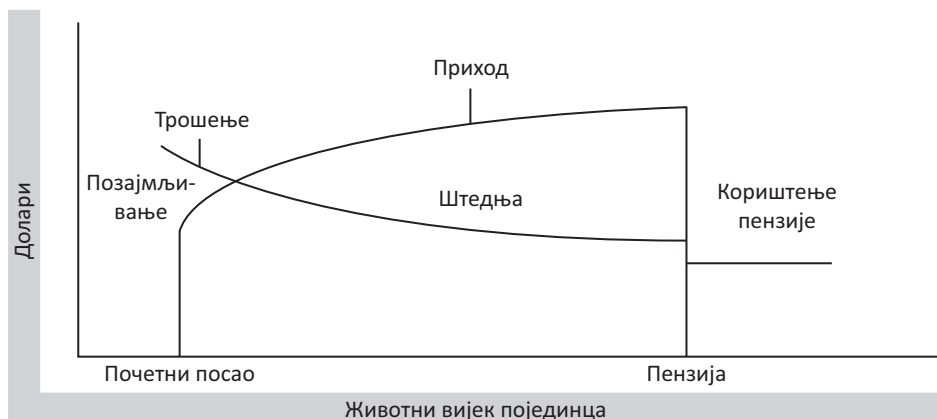 Приход
Трошење
Позајмљи-
вање
Штедња
Кориштење
пензије
Долари
Почетни посао
Пензија
Животни вијек појединца